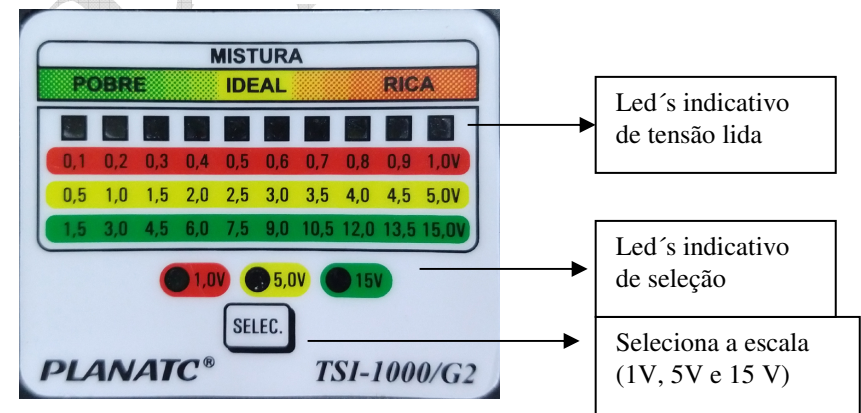 MISTURA
POBRE IDEAL RICA
0,1 0,2 0,3 0,4 0,5 0,6 0,7 0,8 0,9 1,0V
0,5 1,0 1,5 2,0 2,5 3,0 3,5 4,0 4,5 5,0V
1,5 3,0 4,5 6,0 7,5 9,0 10,5 12,0 13,5 15,0V
1,0V 5,0V 15V
SELEC.
PLANATC® TSI-1000/G2
Led´s indicativo
de tensão lida
Led´s indicativo
de seleção
Seleciona a escala
(1V, 5V e 15 V)